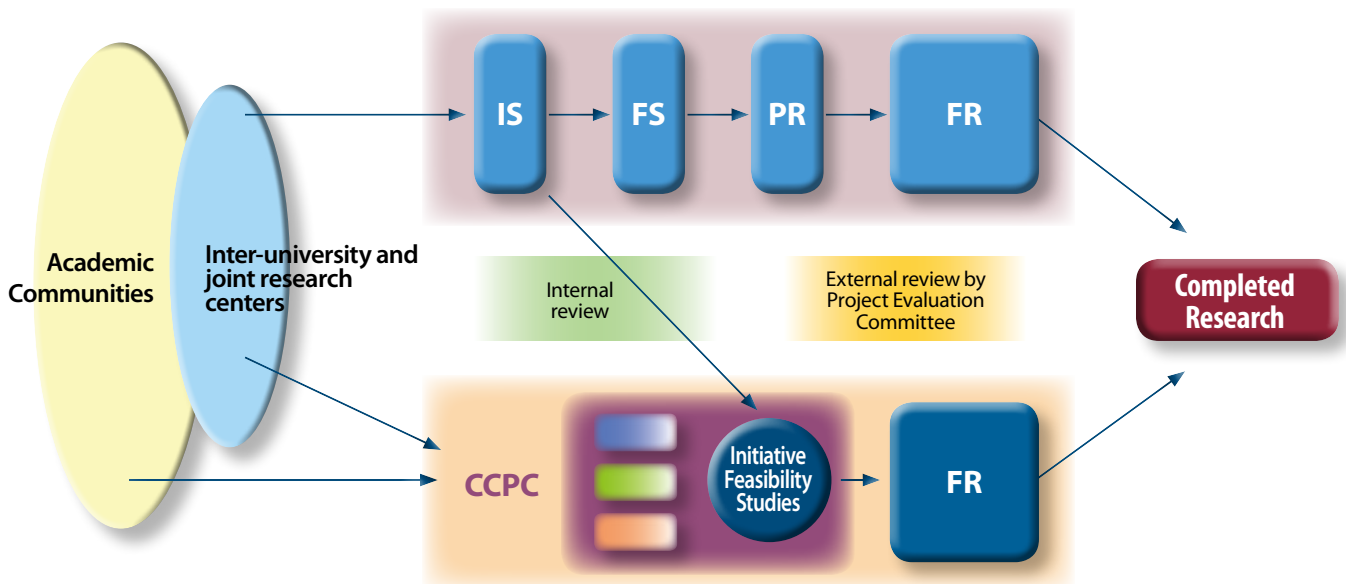 IS
FS
PR
FR
Academic
Communities
Inter-university and
joint research
centers
Internal
review
External review by
Project Evaluation
Committee
Completed
Research
CCPC
Initiative
Feasibility
Studies
FR